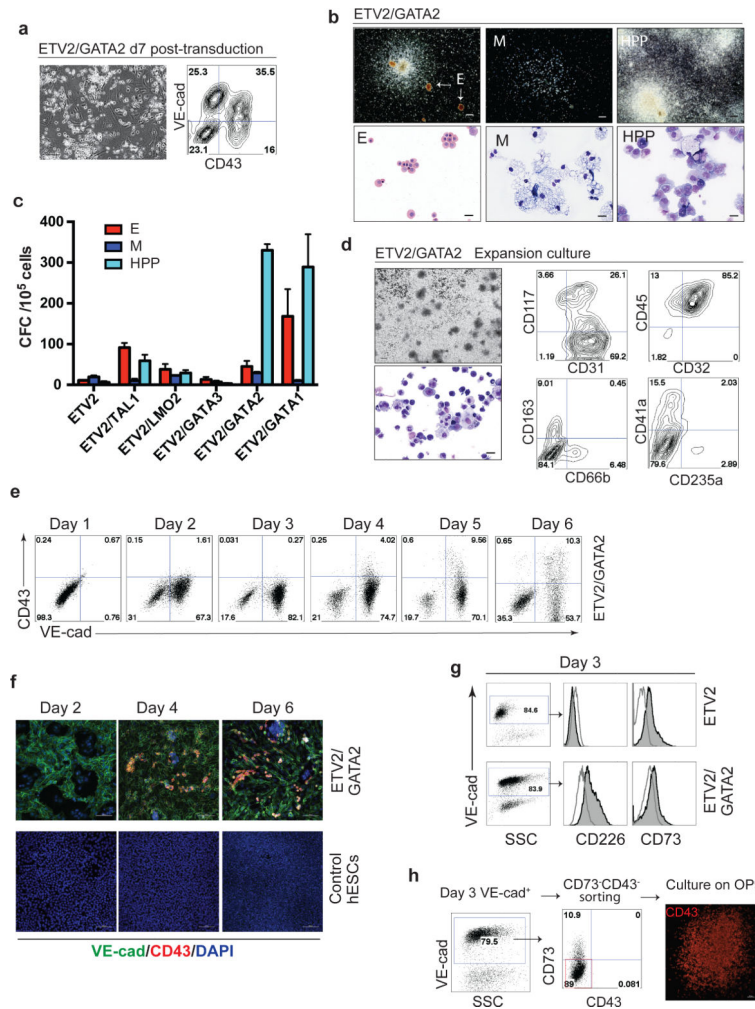 a
ETV2/GATA2 d7 post-transduction
25.3 35.5
VE-cad
23.1 16
CD43
b
ETV2/GATA2
E
M
HPP
E
M
HPP
c
400
300
200
100
0
CFC /10⁵ cells
E
M
HPP
ETV2
ETV2/TAL1
ETV2/LMO2
ETV2/GATA3
ETV2/GATA2
ETV2/GATA1
d
ETV2/GATA2 Expansion culture
3.66 26.1
CD117
1.19 69.2
CD31
13 85.2
CD45
1.82 0
CD32
9.01 0.45
CD163
84.1 6.48
CD66b
15.5 2.03
CD41a
79.6 2.89
CD235a
e
Day 1 Day 2 Day 3 Day 4 Day 5 Day 6
0.24 0.67 0.15 1.61 0.031 0.27 0.25 4.02 0.6 9.56 0.65 10.3
CD43
ETV2/GATA2
98.3 0.76 31 67.3 17.6 82.1 21 74.7 19.7 70.1 35.3 53.7
VE-cad
f
Day 2 Day 4 Day 6
ETV2/
GATA2
Control
hESCs
VE-cad/CD43/DAPI
g
Day 3
84.6
ETV2
83.9
ETV2/
GATA2
VE-cad
SSC CD226 CD73
h
Day 3 VE-cad⁺
CD73⁻CD43⁻
sorting
Culture on OP
VE-cad
79.5
SSC
10.9 0
CD73
89 0.081
CD43
CD43